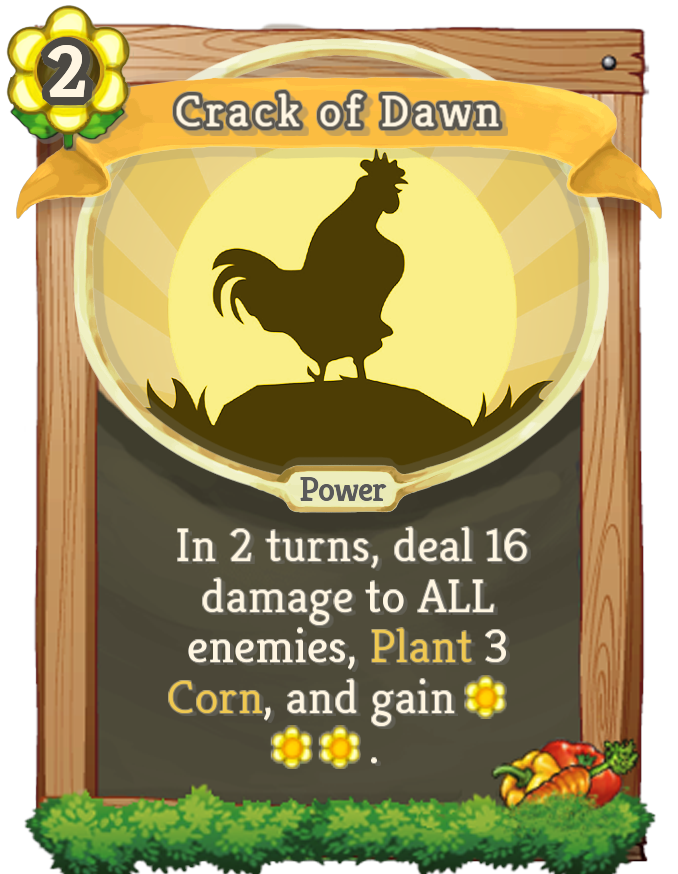 2
Crack of Dawn
Power
In 2 turns, deal 16
damage to ALL
enemies, Plant 3
Corn, and gain
.